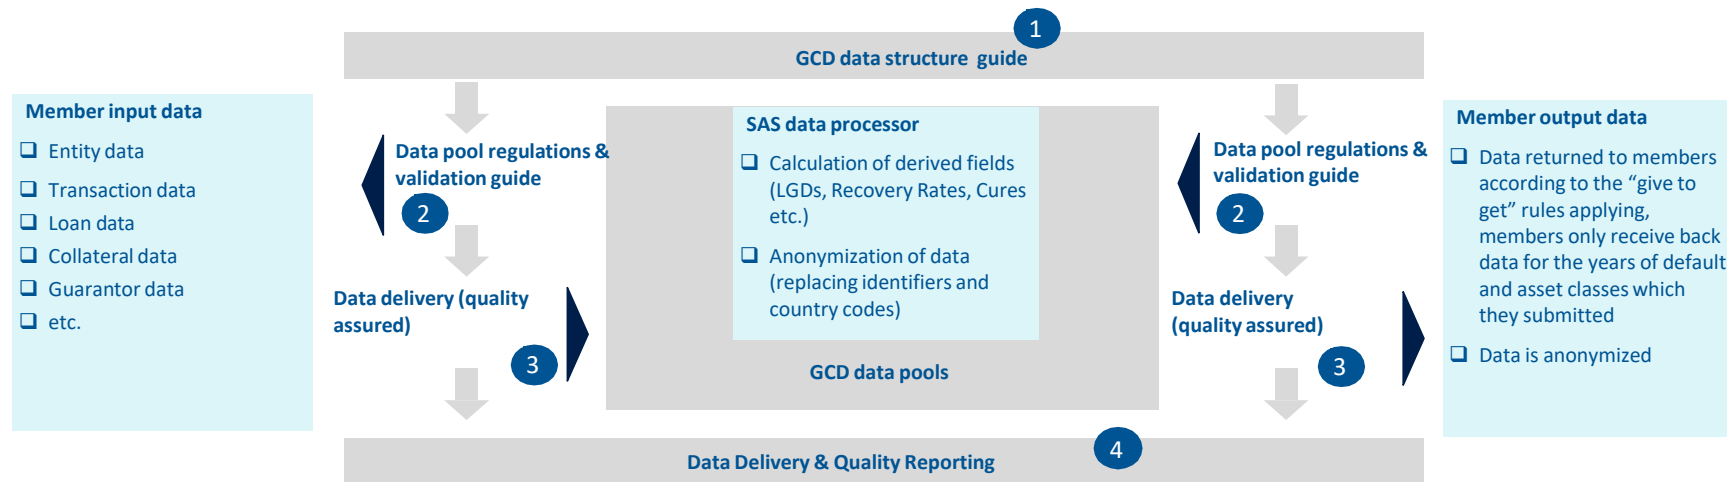 1
GCD data structure guide
Member input data
❑ Entity data
❑ Transaction data
❑ Loan data
❑ Collateral data
❑ Guarantor data
❑ etc.
Data pool regulations &
validation guide
2
Data delivery (quality
assured)
3
SAS data processor
❑ Calculation of derived fields
(LGDs, Recovery Rates, Cures
etc.)
❑ Anonymization of data
(replacing identifiers and
country codes)
GCD data pools
Data pool regulations &
validation guide
2
Data delivery
(quality assured)
3
Member output data
❑ Data returned to members
according to the “give to
get” rules applying,
members only receive back
data for the years of default
and asset classes which
they submitted
❑ Data is anonymized
4
Data Delivery & Quality Reporting